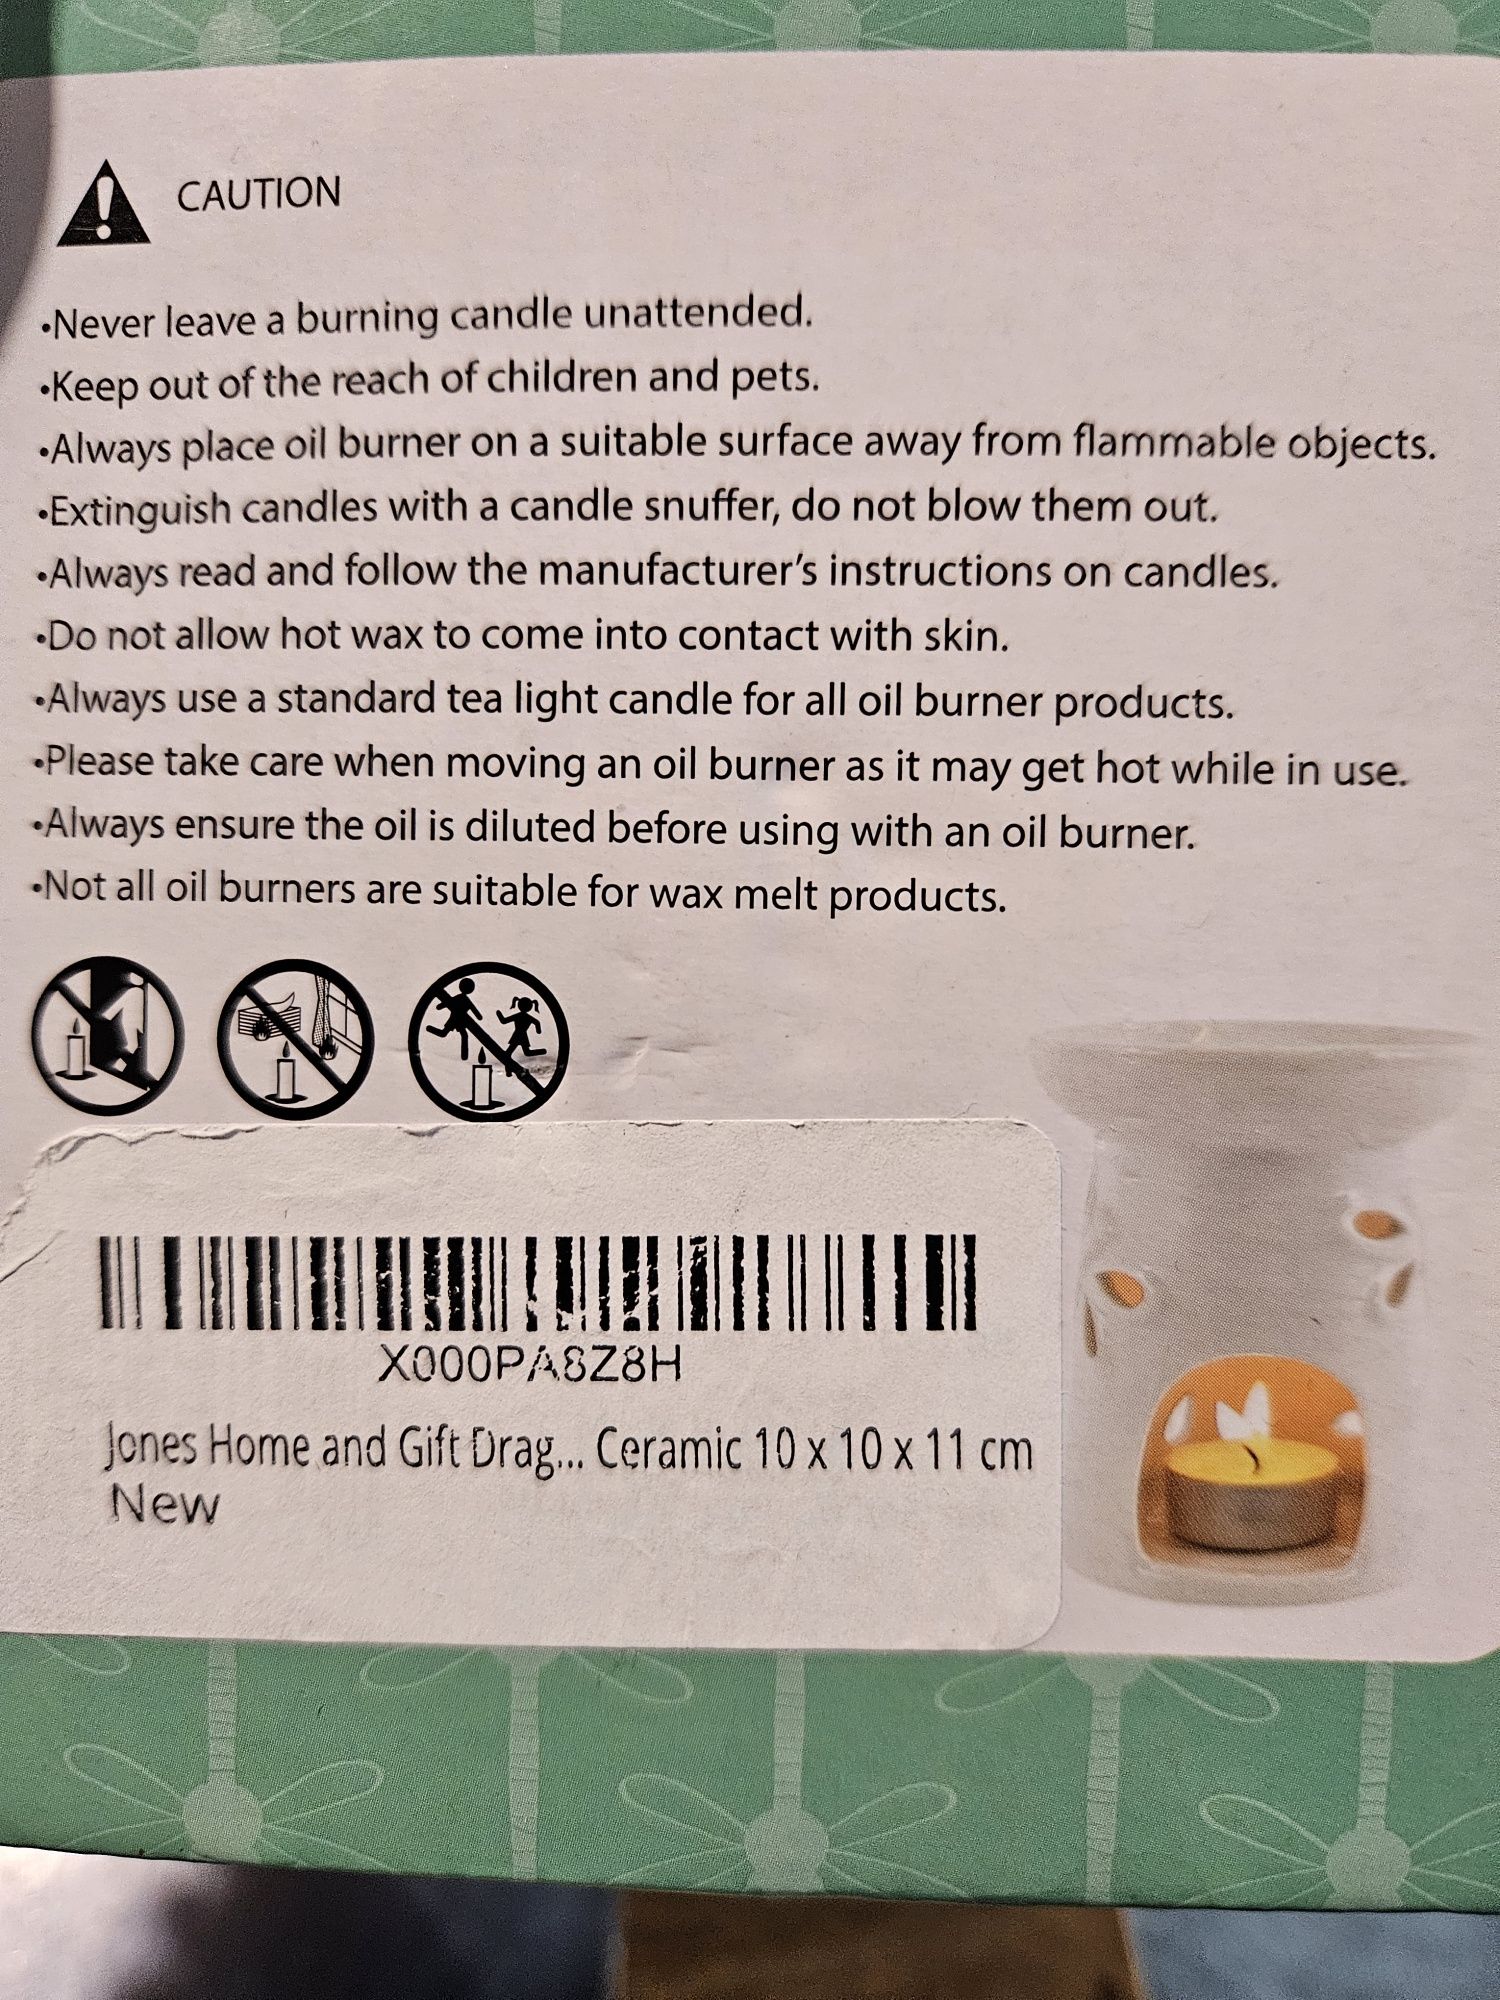 CAUTION
•Never leave a burning candle unattended.
•Keep out of the reach of children and pets.
•Always place oil burner on a suitable surface away from flammable objects.
•Extinguish candles with a candle snuffer, do not blow them out.
•Always read and follow the manufacturer's instructions on candles.
•Do not allow hot wax to come into contact with skin.
•Always use a standard tea light candle for all oil burner products.
•Please take care when moving an oil burner as it may get hot while in use.
•Always ensure the oil is diluted before using with an oil burner.
•Not all oil burners are suitable for wax melt products.
X000PA8Z8H
Jones Home and Gift Drag... Ceramic 10 x 10 x 11 cm
New